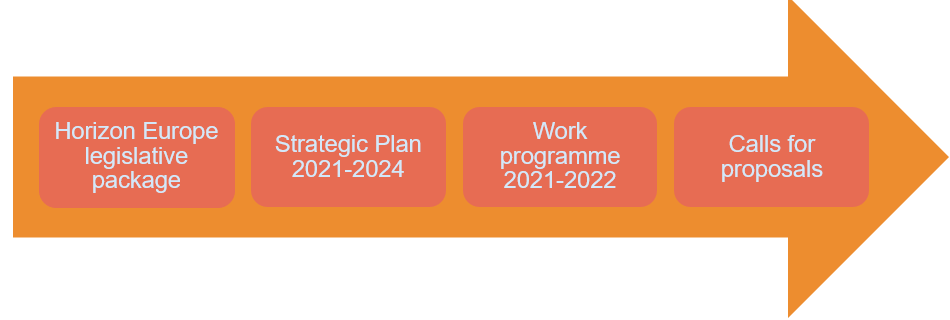 Horizon Europe
legislative
package
Strategic Plan
2021-2024
Work
programme
2021-2022
Calls for
proposals